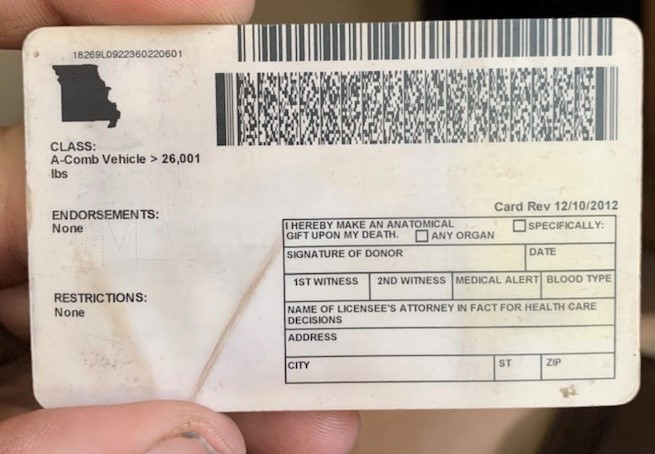 18269L0922360220601
CLASS:
A-Comb Vehicle > 26,001
lbs
ENDORSEMENTS:
None
RESTRICTIONS:
None
Card Rev 12/10/2012
I HEREBY MAKE AN ANATOMICAL
GIFT UPON MY DEATH. ANY ORGAN SPECIFICALLY:
SIGNATURE OF DONOR DATE
1ST WITNESS 2ND WITNESS MEDICAL ALERT BLOOD TYPE
NAME OF LICENSEE'S ATTORNEY IN FACT FOR HEALTH CARE
DECISIONS
ADDRESS
CITY ST ZIP